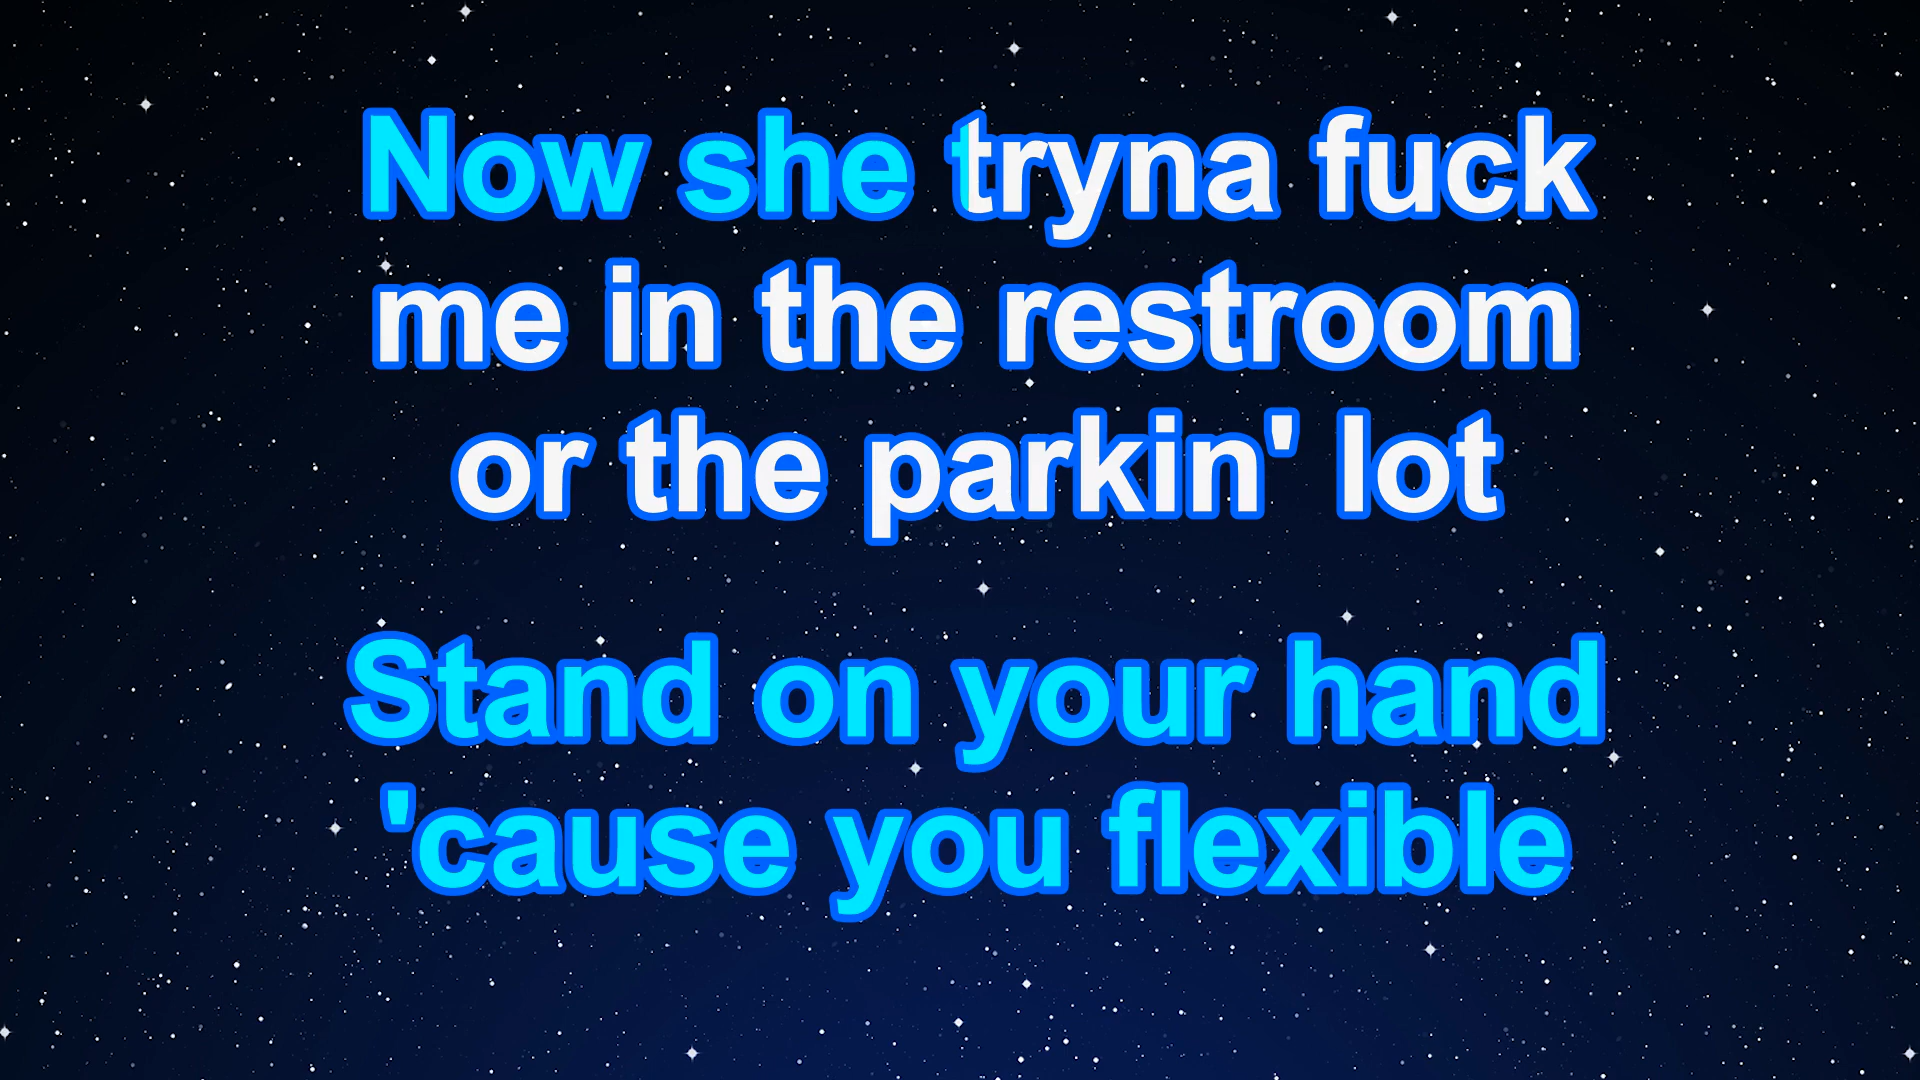 Now she tryna fuck
me in the restroom
or the parkin' lot
Stand on your hand
'cause you flexible